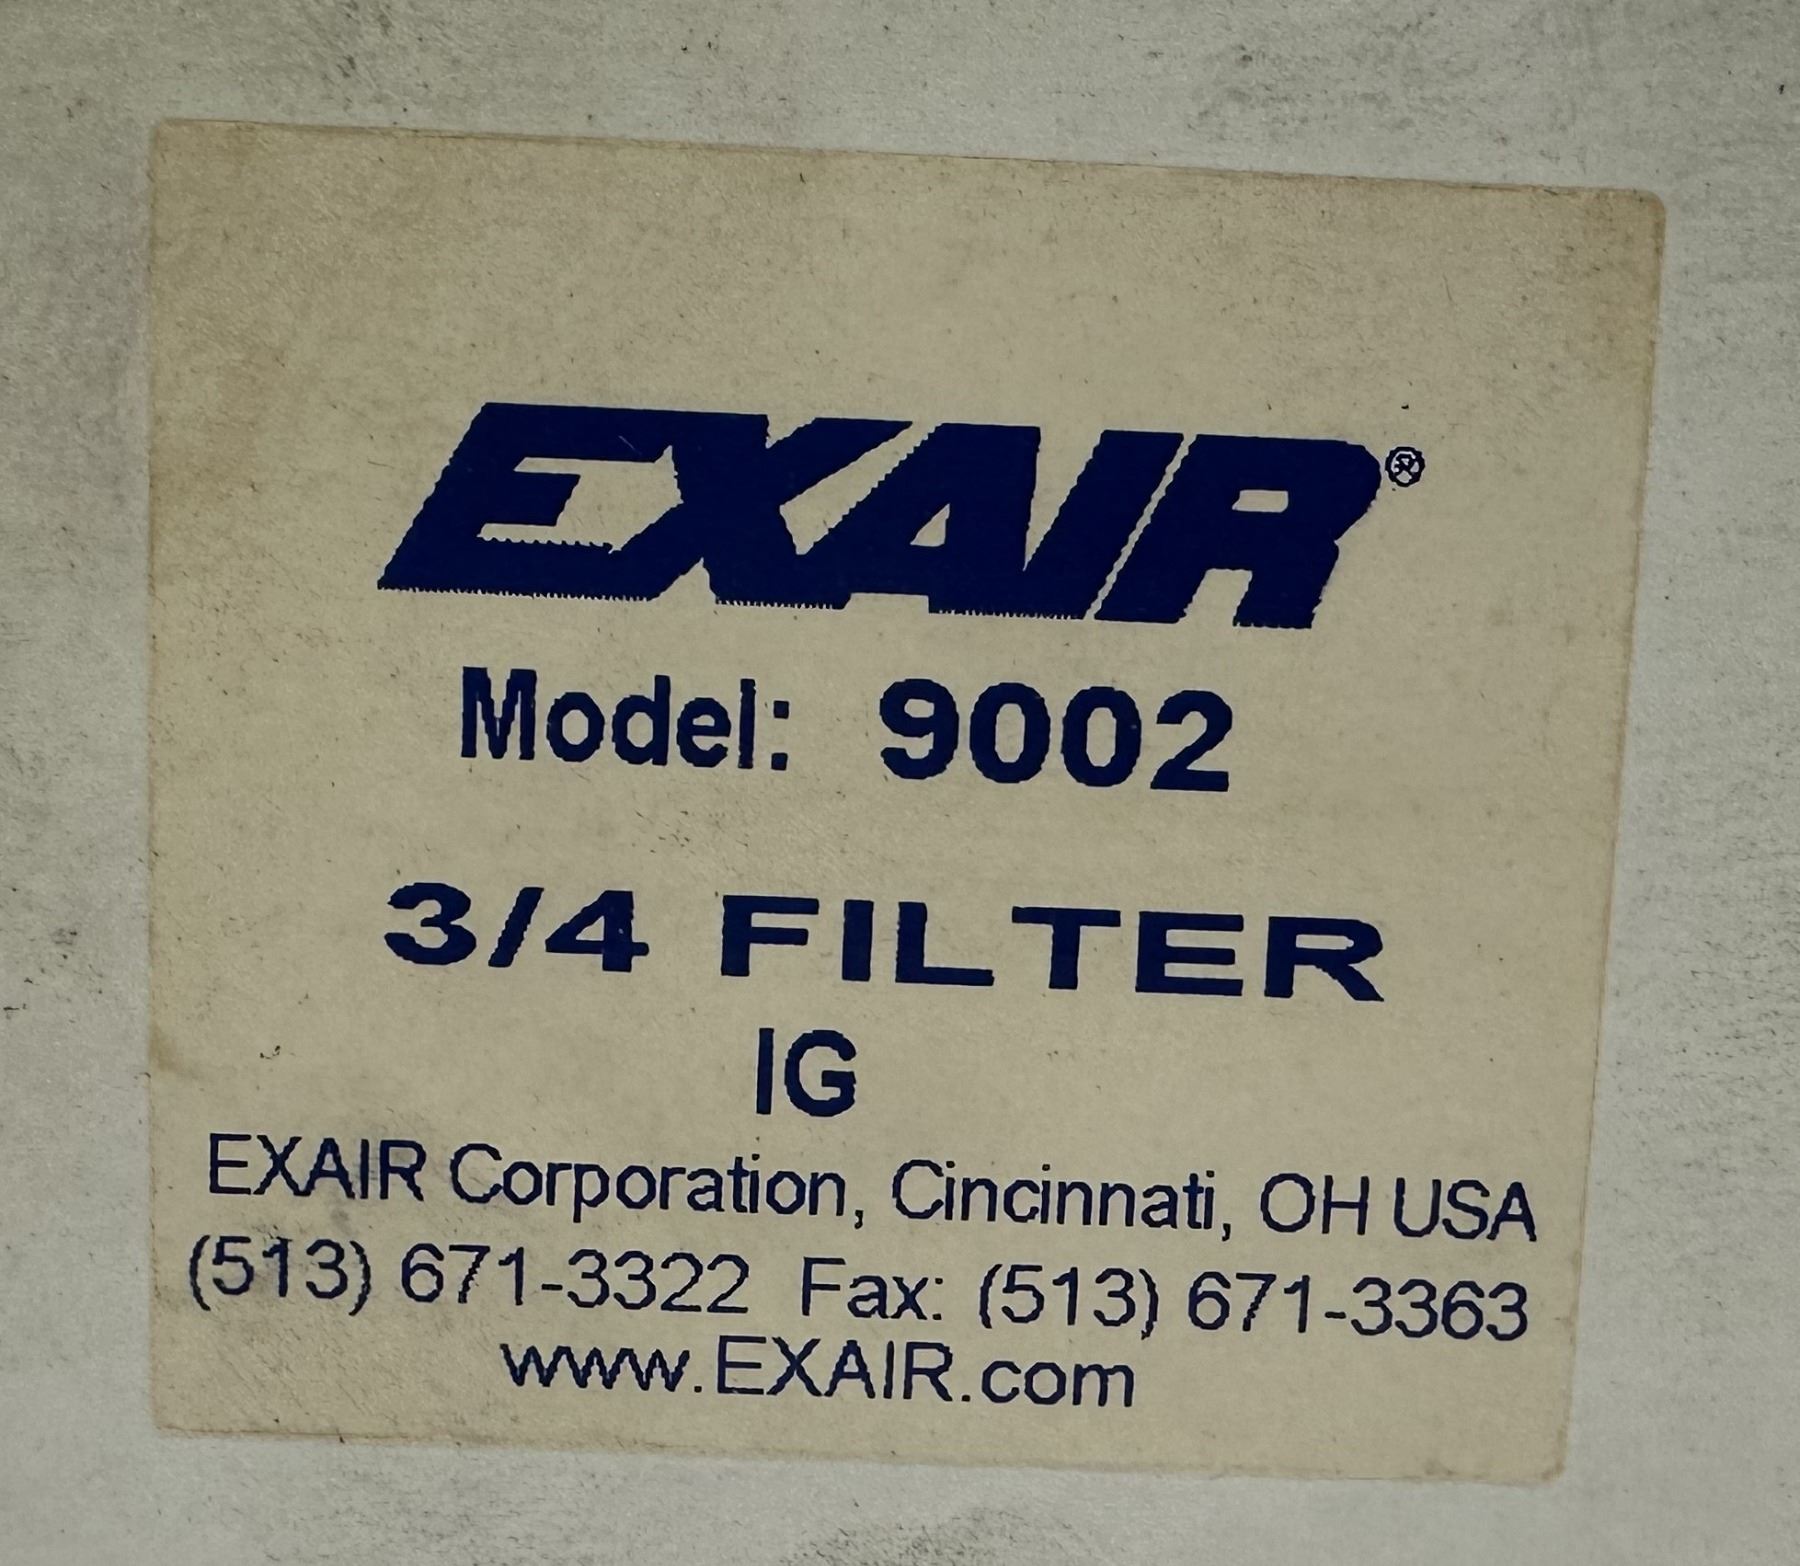 EXAIR®
Model: 9002
3/4 FILTER
IG
EXAIR Corporation, Cincinnati, OH USA
(513) 671-3322 Fax: (513) 671-3363
www.EXAIR.com